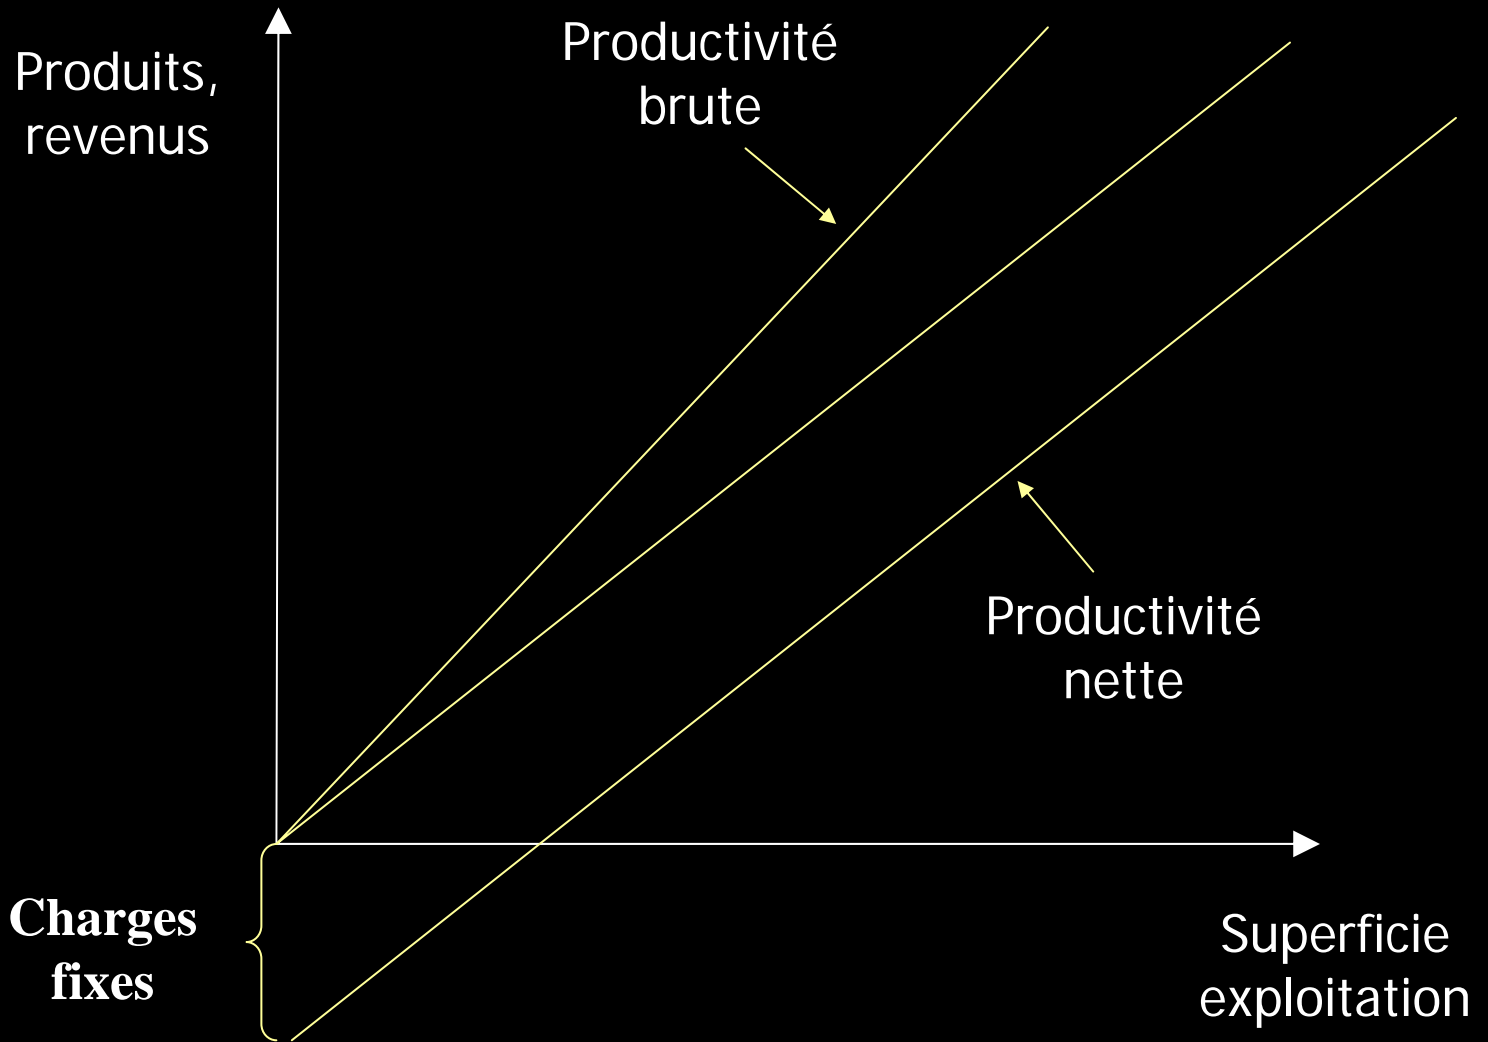 Produits,
revenus
Productivité
brute
Productivité
nette
Charges
fixes
Superficie
exploitation